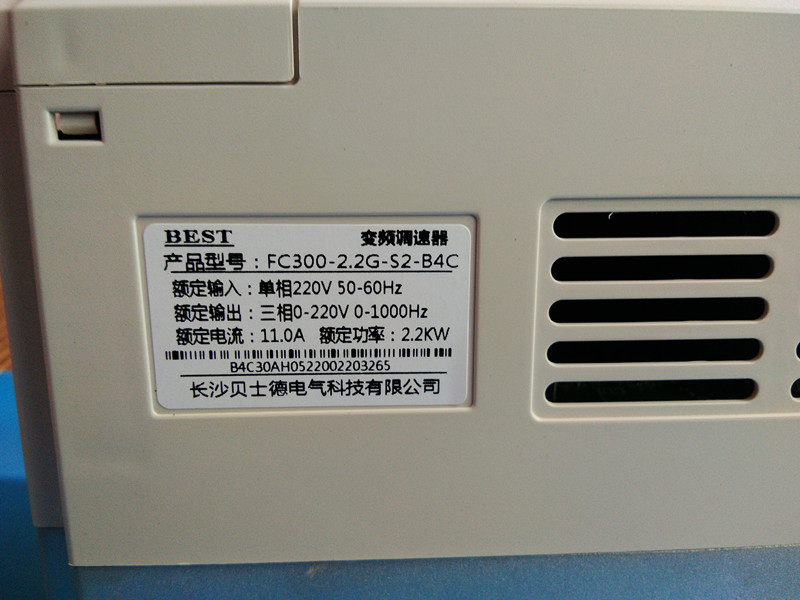 BEST 变频调速器
产品型号：FC300-2.2G-S2-B4C
额定输入：单相220V 50-60Hz
额定输出：三相0-220V 0-1000Hz
额定电流：11.0A 额定功率：2.2KW
B4C30AH0522002203265
长沙贝士德电气科技有限公司